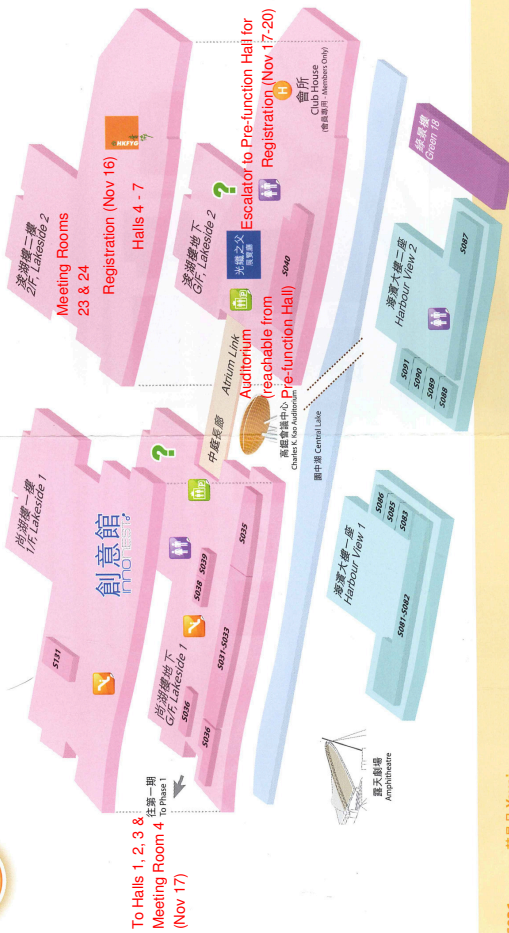 淩湖樓二樓
2/F, Lakeside 2
Meeting Rooms
23 & 24
Registration (Nov 16)
Halls 4 - 7
HKFYG
淩湖樓地下
G/F, Lakeside 2
光纖之父
展覽廳
S040
?
Escalator to Pre-function Hall for
Registration (Nov 17-20)
H
會所
Club House
(會員專用 - Members Only)
綠景樓
Green 18
中庭長廊 Atrium Link
Auditorium
(reachable from
Pre-function Hall)
高錕會議中心
Charles K. Kao Auditorium
園中湖 Central Lake
海濱大樓二座
Harbour View 2
S091
S090
S089
S088
S087
尚湖樓一樓
1/F, Lakeside 1
創意館
S131
?
尚湖樓地下
G/F, Lakeside 1
S036
S036
S038
S039
S031-S033
S035
往第一期
To Phase 1
To Halls 1, 2, 3 &
Meeting Room 4
(Nov 17)
海濱大樓一座
Harbour View 1
S086
S085
S083
S081-S082
露天劇場
Amphitheatre